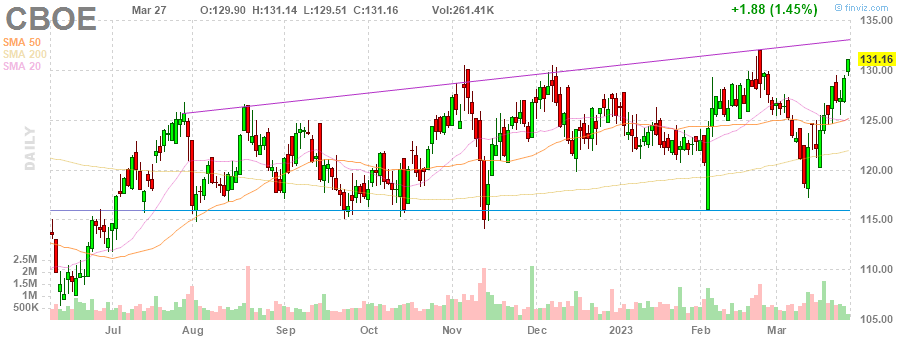 CBOE Mar 27 O:129.90 H:131.14 L:129.51 C:131.16 Vol:261.41K +1.88 (1.45%) finviz.com
SMA 50
SMA 200
SMA 20
DAILY
135.00
131.16
130.00
125.00
120.00
115.00
110.00
105.00
2.5M
2M
1.5M
1M
500K
Jul Aug Sep Oct Nov Dec 2023 Feb Mar